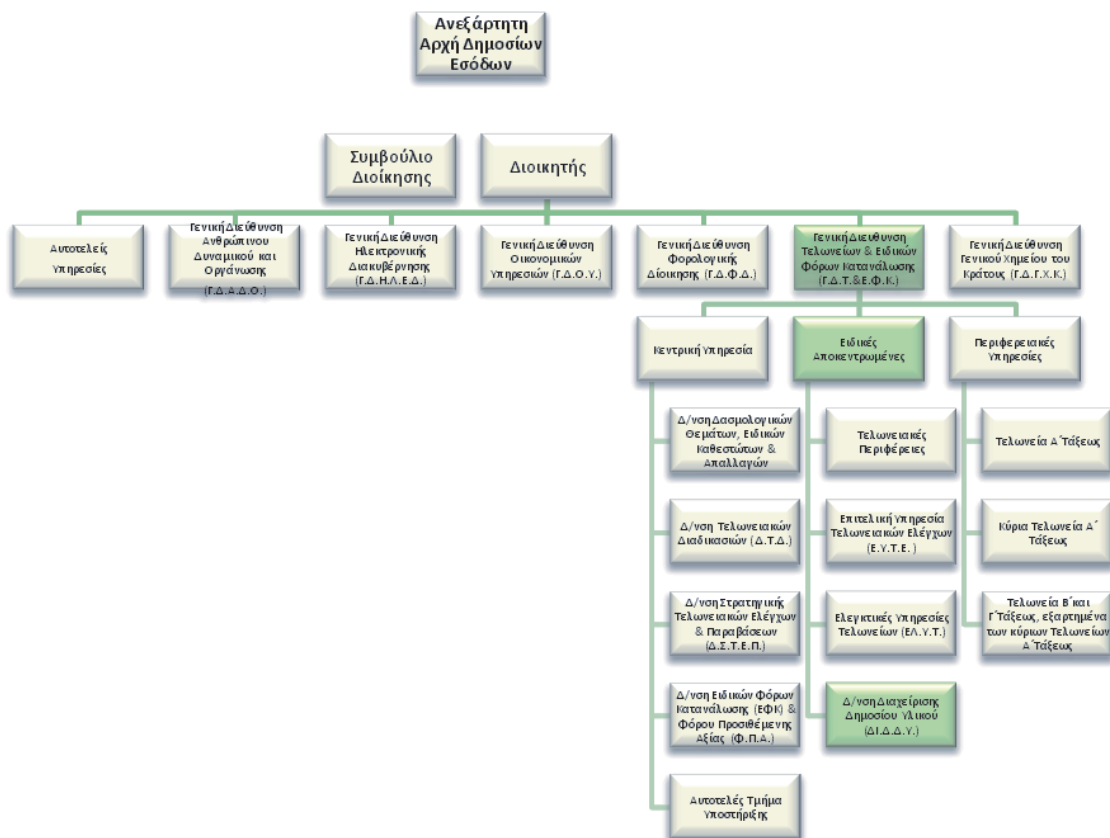 Ανεξάρτητη
Αρχή Δημοσίων
Εσόδων
Συμβούλιο
Διοίκησης
Διοικητής
Αυτοτελείς
Υπηρεσίες
Γενική Διεύθυνση
Ανθρώπινου
Δυναμικού και
Οργάνωσης
(Γ.Δ.Α.Δ.Ο.)
Γενική Διεύθυνση
Ηλεκτρονικής
Διακυβέρνησης
(Γ.Δ.Η.Λ.Ε.Δ.)
Γενική Διεύθυνση
Οικονομικών
Υπηρεσιών (Γ.Δ.Ο.Υ.)
Γενική Διεύθυνση
Φορολογικής
Δίοικησης (Γ.Δ.Φ.Δ.)
Γενική Διευθυνση
Τελωνείων & Ειδικών
Φόρων Κατανάλωσης
(Γ.Δ.Τ.&Ε.Φ.Κ.)
Γενική Διεύθυνση
Γενικού Χημείου του
Κράτους (Γ.Δ.Γ.Χ.Κ.)
Κεντρική Υπηρεσία
Ειδικές
Αποκεντρωμένες
Περιφερειακές
Υπηρεσίες
Δ/νση Δασμολογικών
Θεμάτων, Ειδικών
Καθεστώτων &
Απαλλαγών
Τελωνειακές
Περιφέρειες
Τελωνεία Α΄Τάξεως
Δ/νση Τελωνειακών
Διαδικασιών (Δ.Τ.Δ.)
Επιτελική Υπηρεσία
Τελωνειακών Ελέγχων
(Ε.Υ.Τ.Ε. )
Κύρια Τελωνεία Α΄
Τάξεως
Δ/νση Στρατηγικής
Τελωνειακών Ελέγχων
& Παραβάσεων
(Δ.Σ.Τ.Ε.Π.)
Ελεγκτικές Υπηρεσίες
Τελωνείων (ΕΛ.Υ.Τ.)
Τελωνεία Β΄ και
Γ΄Τάξεως, εξαρτημένα
των κύριων Τελωνείων
Α΄Τάξεως
Δ/νση Ειδικών Φόρων
Κατανάλωσης (ΕΦΚ) &
Φόρου Προσιθέμενης
Αξίας (Φ.Π.Α.)
Δ/νση Διαχείρισης
Δημοσίου Υλικού
(ΔΙ.Δ.Δ.Υ.)
Αυτοτελές Τμήμα
Υποστήριξης